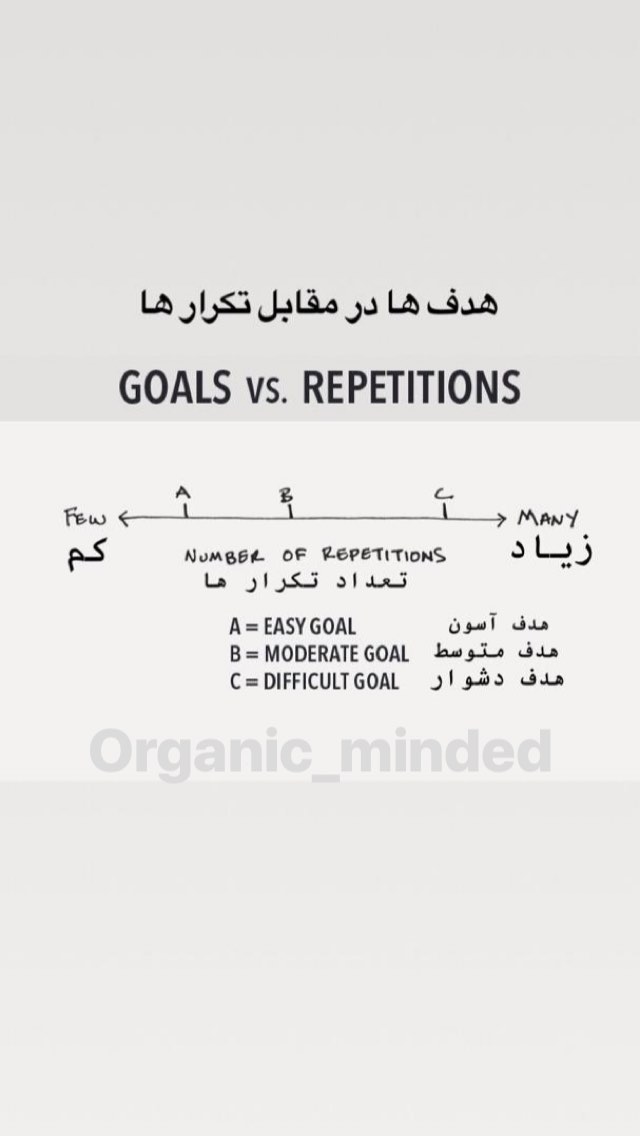 هدف ها در مقابل تکرار ها
GOALS vs. REPETITIONS
A B C
FEW MANY
کم زیاد
NUMBER OF REPETITIONS
تعداد تکرار ها
A = EASY GOAL هدف آسون
B = MODERATE GOAL هدف متوسط
C = DIFFICULT GOAL هدف دشوار
Organic_minded